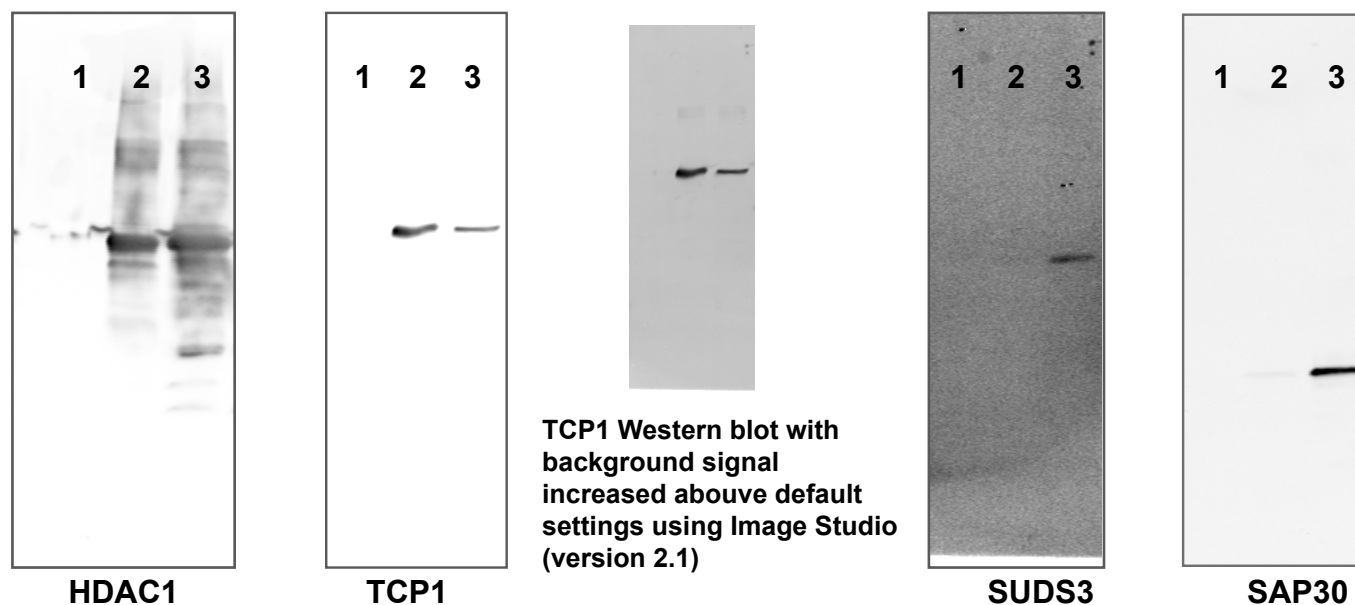 1 2 3
1 2 3
1 2 3
1 2 3
TCP1 Western blot with
background signal
increased abouve default
settings using Image Studio
(version 2.1)
HDAC1
TCP1
SUDS3
SAP30